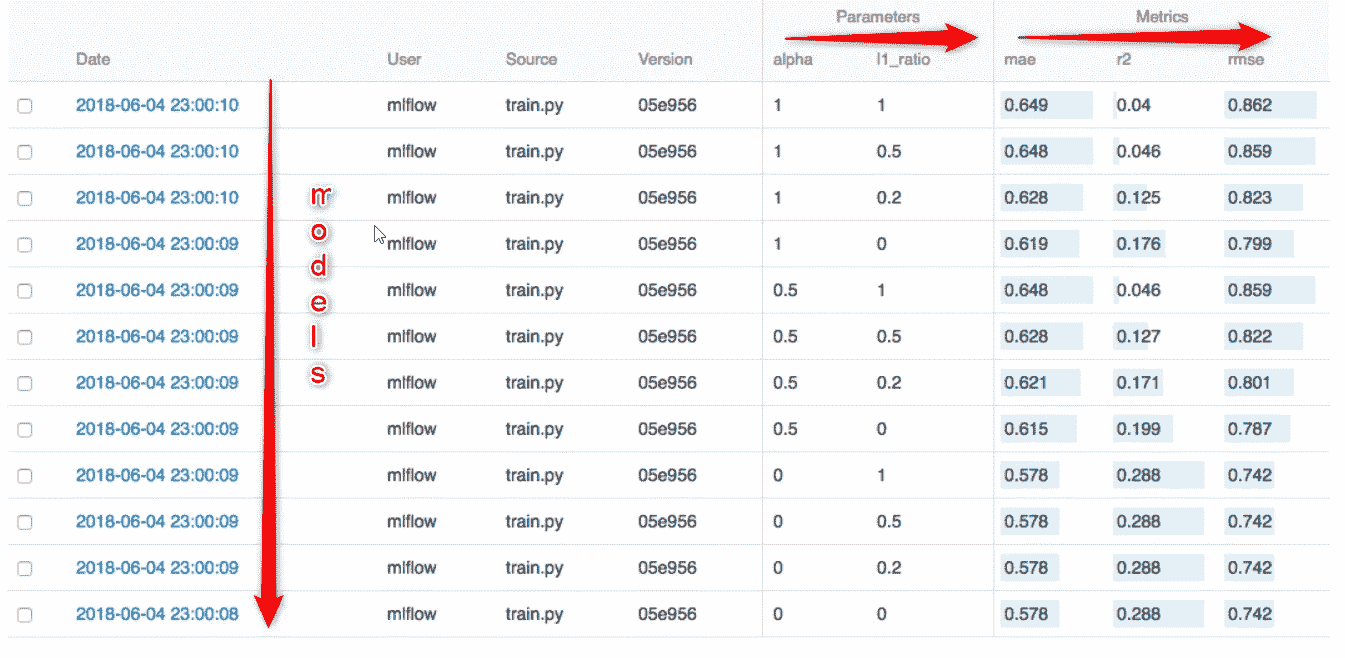 Parameters Metrics
Date User Source Version alpha l1_ratio mae r2 rmse
2018-06-04 23:00:10 mlflow train.py 05e956 1 1 0.649 0.04 0.862
2018-06-04 23:00:10 mlflow train.py 05e956 1 0.5 0.648 0.046 0.859
2018-06-04 23:00:10 mlflow train.py 05e956 1 0.2 0.628 0.125 0.823
2018-06-04 23:00:09 mlflow train.py 05e956 1 0 0.619 0.176 0.799
2018-06-04 23:00:09 mlflow train.py 05e956 0.5 1 0.648 0.046 0.859
2018-06-04 23:00:09 mlflow train.py 05e956 0.5 0.5 0.628 0.127 0.822
2018-06-04 23:00:09 mlflow train.py 05e956 0.5 0.2 0.621 0.171 0.801
2018-06-04 23:00:09 mlflow train.py 05e956 0.5 0 0.615 0.199 0.787
2018-06-04 23:00:09 mlflow train.py 05e956 0 1 0.578 0.288 0.742
2018-06-04 23:00:09 mlflow train.py 05e956 0 0.5 0.578 0.288 0.742
2018-06-04 23:00:09 mlflow train.py 05e956 0 0.2 0.578 0.288 0.742
2018-06-04 23:00:08 mlflow train.py 05e956 0 0 0.578 0.288 0.742
models